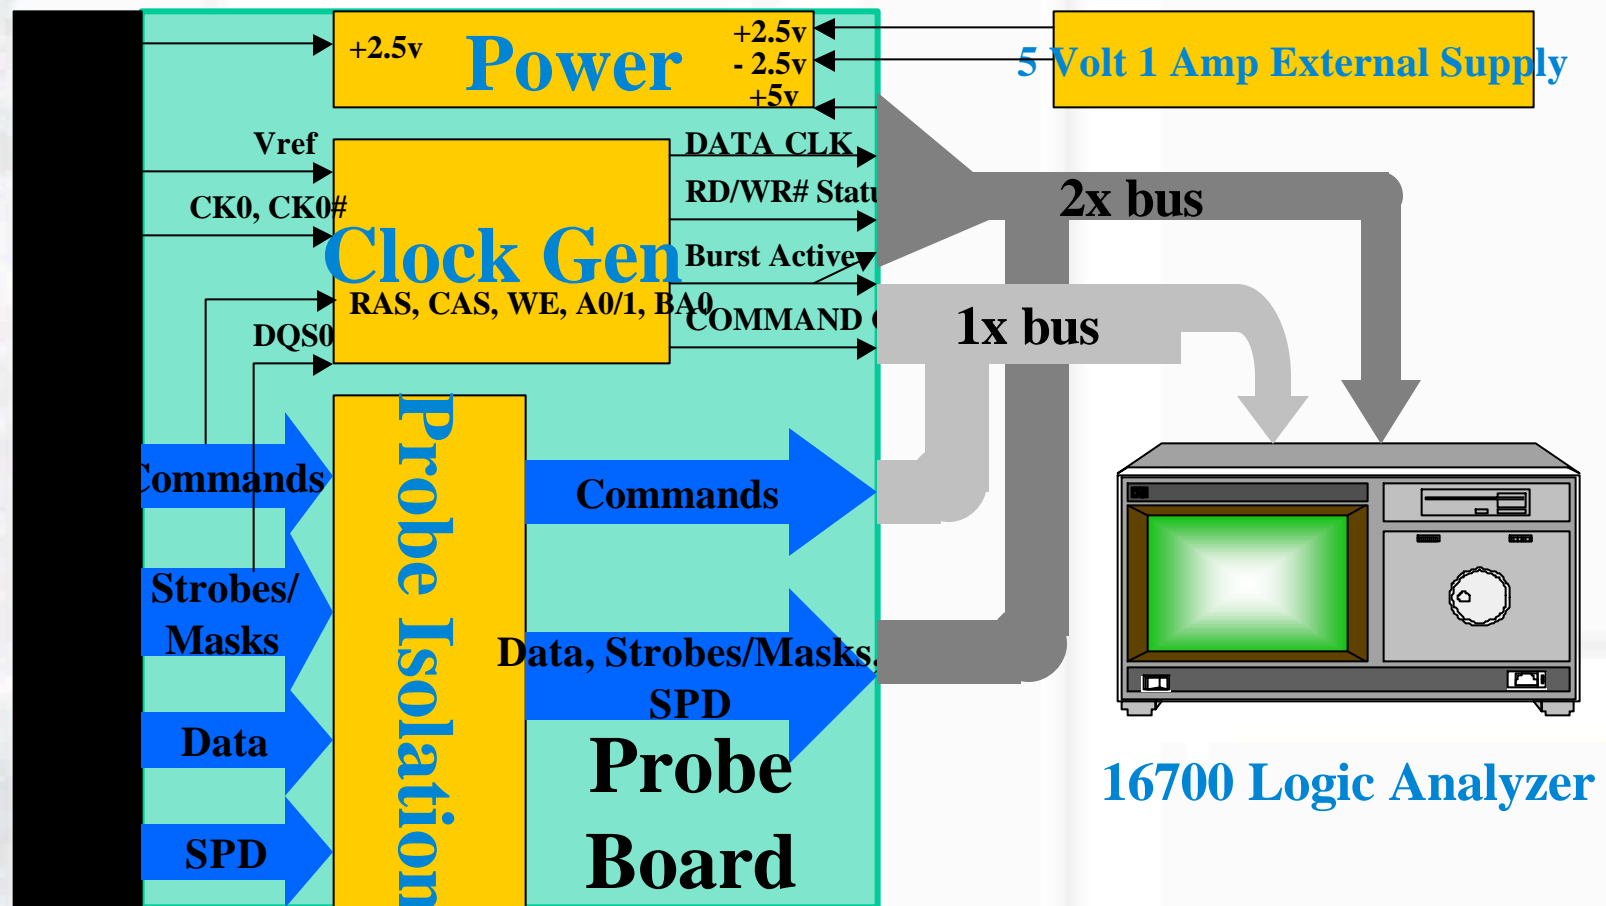 +2.5v
Power
+2.5v
- 2.5v
+5v
5 Volt 1 Amp External Supply
Vref
CK0, CK0#
Clock Gen
RAS, CAS, WE, A0/1, BA0
DQS0
DATA CLK
RD/WR# Statu
Burst Active
COMMAND
2x bus
1x bus
Commands
Strobes/
Masks
Data
SPD
Probe Isolation
Commands
Data, Strobes/Masks,
SPD
Probe
Board
16700 Logic Analyzer